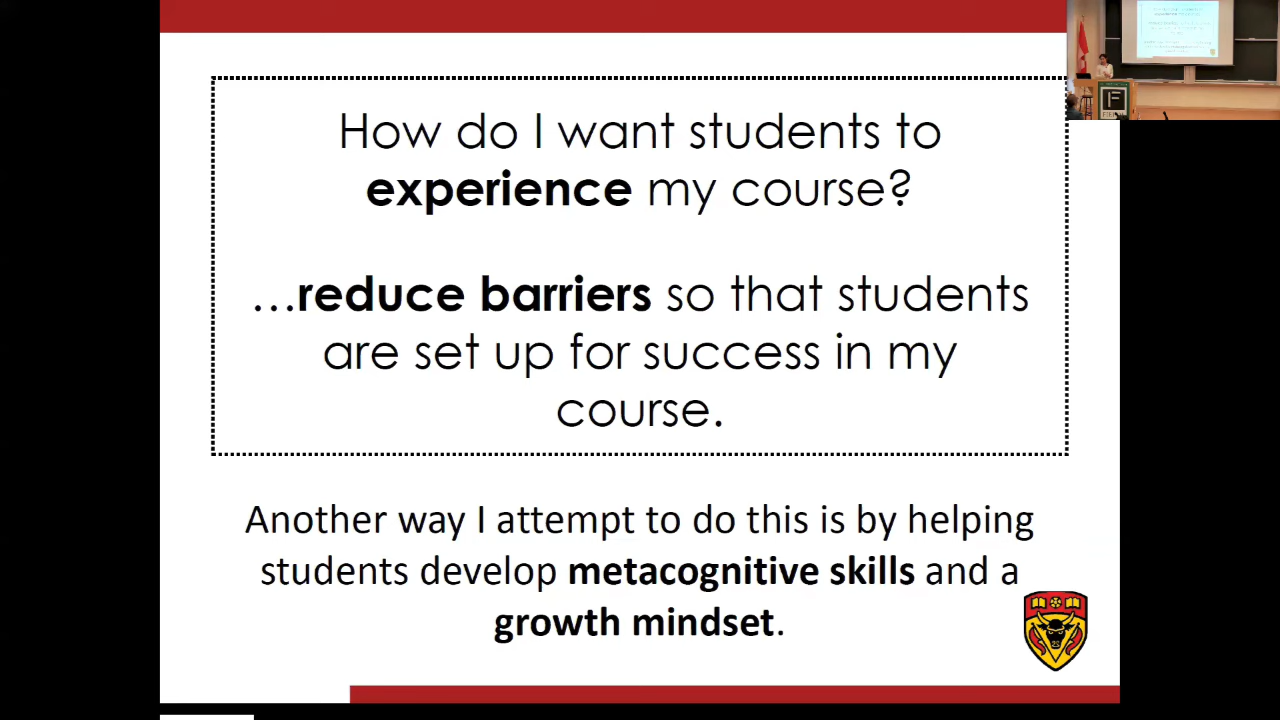 How do I want students to
experience my course?
…reduce barriers so that students
are set up for success in my
course.
Another way I attempt to do this is by helping
students develop metacognitive skills and a
growth mindset.